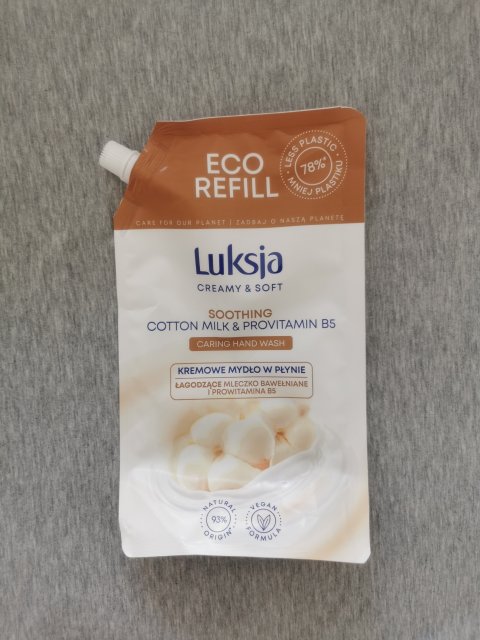 ECO
REFILL
LESS PLASTIC
78%*
MNIEJ PLASTIKU
CARE FOR OUR PLANET | ZADBAJ O NASZĄ PLANETĘ
Luksja
CREAMY & SOFT
SOOTHING
COTTON MILK & PROVITAMIN B5
CARING HAND WASH
KREMOWE MYDŁO W PŁYNIE
ŁAGODZĄCE MLECZKO BAWEŁNIANE
I PROWITAMINA B5
NATURAL
93%
ORIGIN
VEGAN
FORMULA